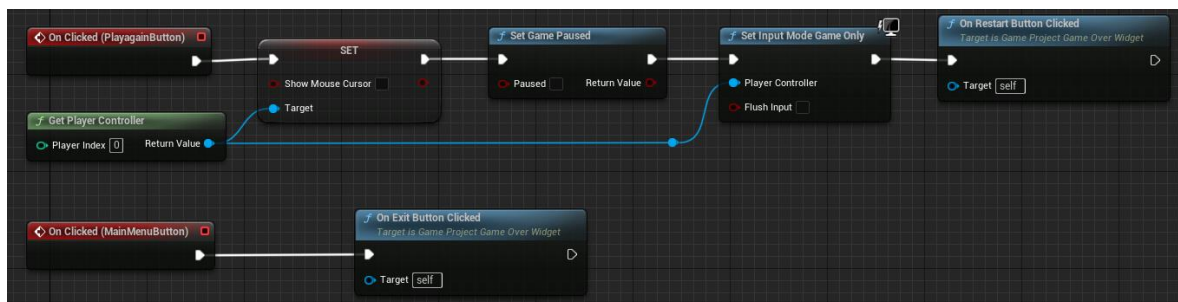 On Clicked (PlayagainButton)
SET
Show Mouse Cursor
Target
f Set Game Paused
Paused
Return Value
f Set Input Mode Game Only
Player Controller
Flush Input
f On Restart Button Clicked
Target is Game Project Game Over Widget
Target self
f Get Player Controller
Player Index 0
Return Value
On Clicked (MainMenuButton)
f On Exit Button Clicked
Target is Game Project Game Over Widget
Target self